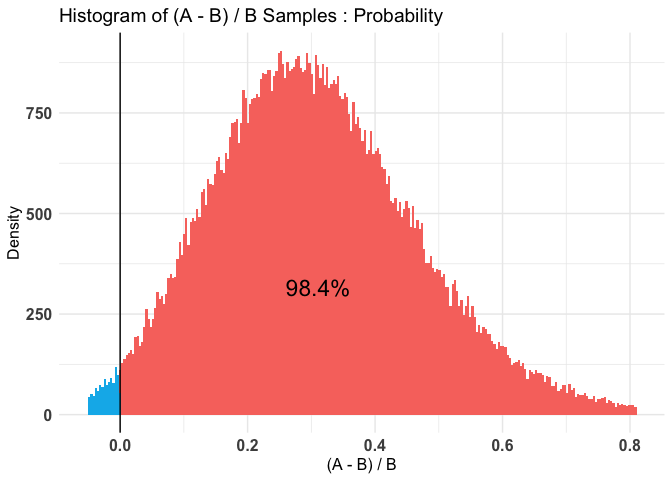 Histogram of (A - B) / B Samples : Probability
Density
750
500
250
0
98.4%
0.0 0.2 0.4 0.6 0.8
(A - B) / B